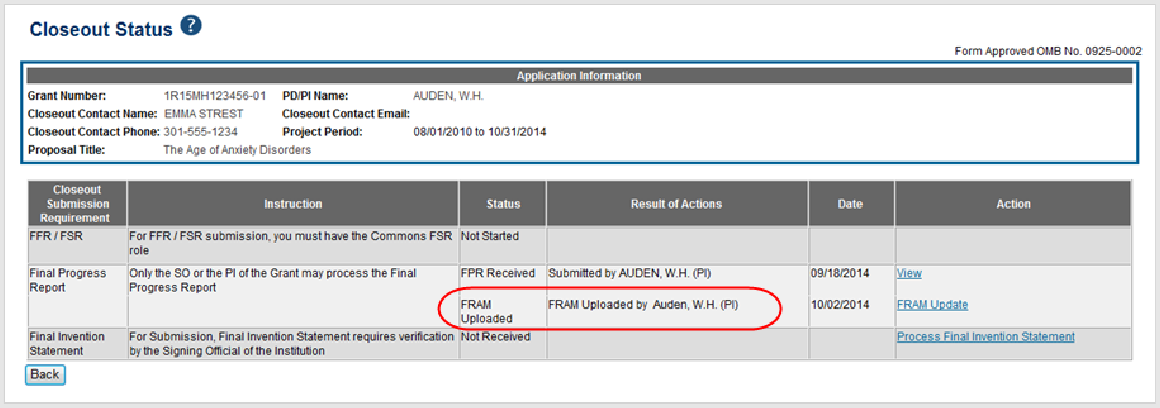 Closeout Status ?
Form Approved OMB No. 0925-0002
Application Information
Grant Number: 1R15MH123456-01 PD/PI Name: AUDEN, W.H.
Closeout Contact Name: EMMA STREST Closeout Contact Email:
Closeout Contact Phone: 301-555-1234 Project Period: 08/01/2010 to 10/31/2014
Proposal Title: The Age of Anxiety Disorders
Closeout
Submission
Requirement
Instruction
Status
Result of Actions
Date
Action
FFR / FSR
For FFR / FSR submission, you must have the Commons FSR
role
Not Started
Final Progress
Report
Only the SO or the PI of the Grant may process the Final
Progress Report
FPR Received
Submitted by AUDEN, W.H. (PI)
09/18/2014
View
FRAM
Uploaded
FRAM Uploaded by Auden, W.H. (PI)
10/02/2014
FRAM Update
Final Invention
Statement
For Submission, Final Invention Statement requires verification
by the Signing Official of the Institution
Not Received
Process Final Invention Statement
Back